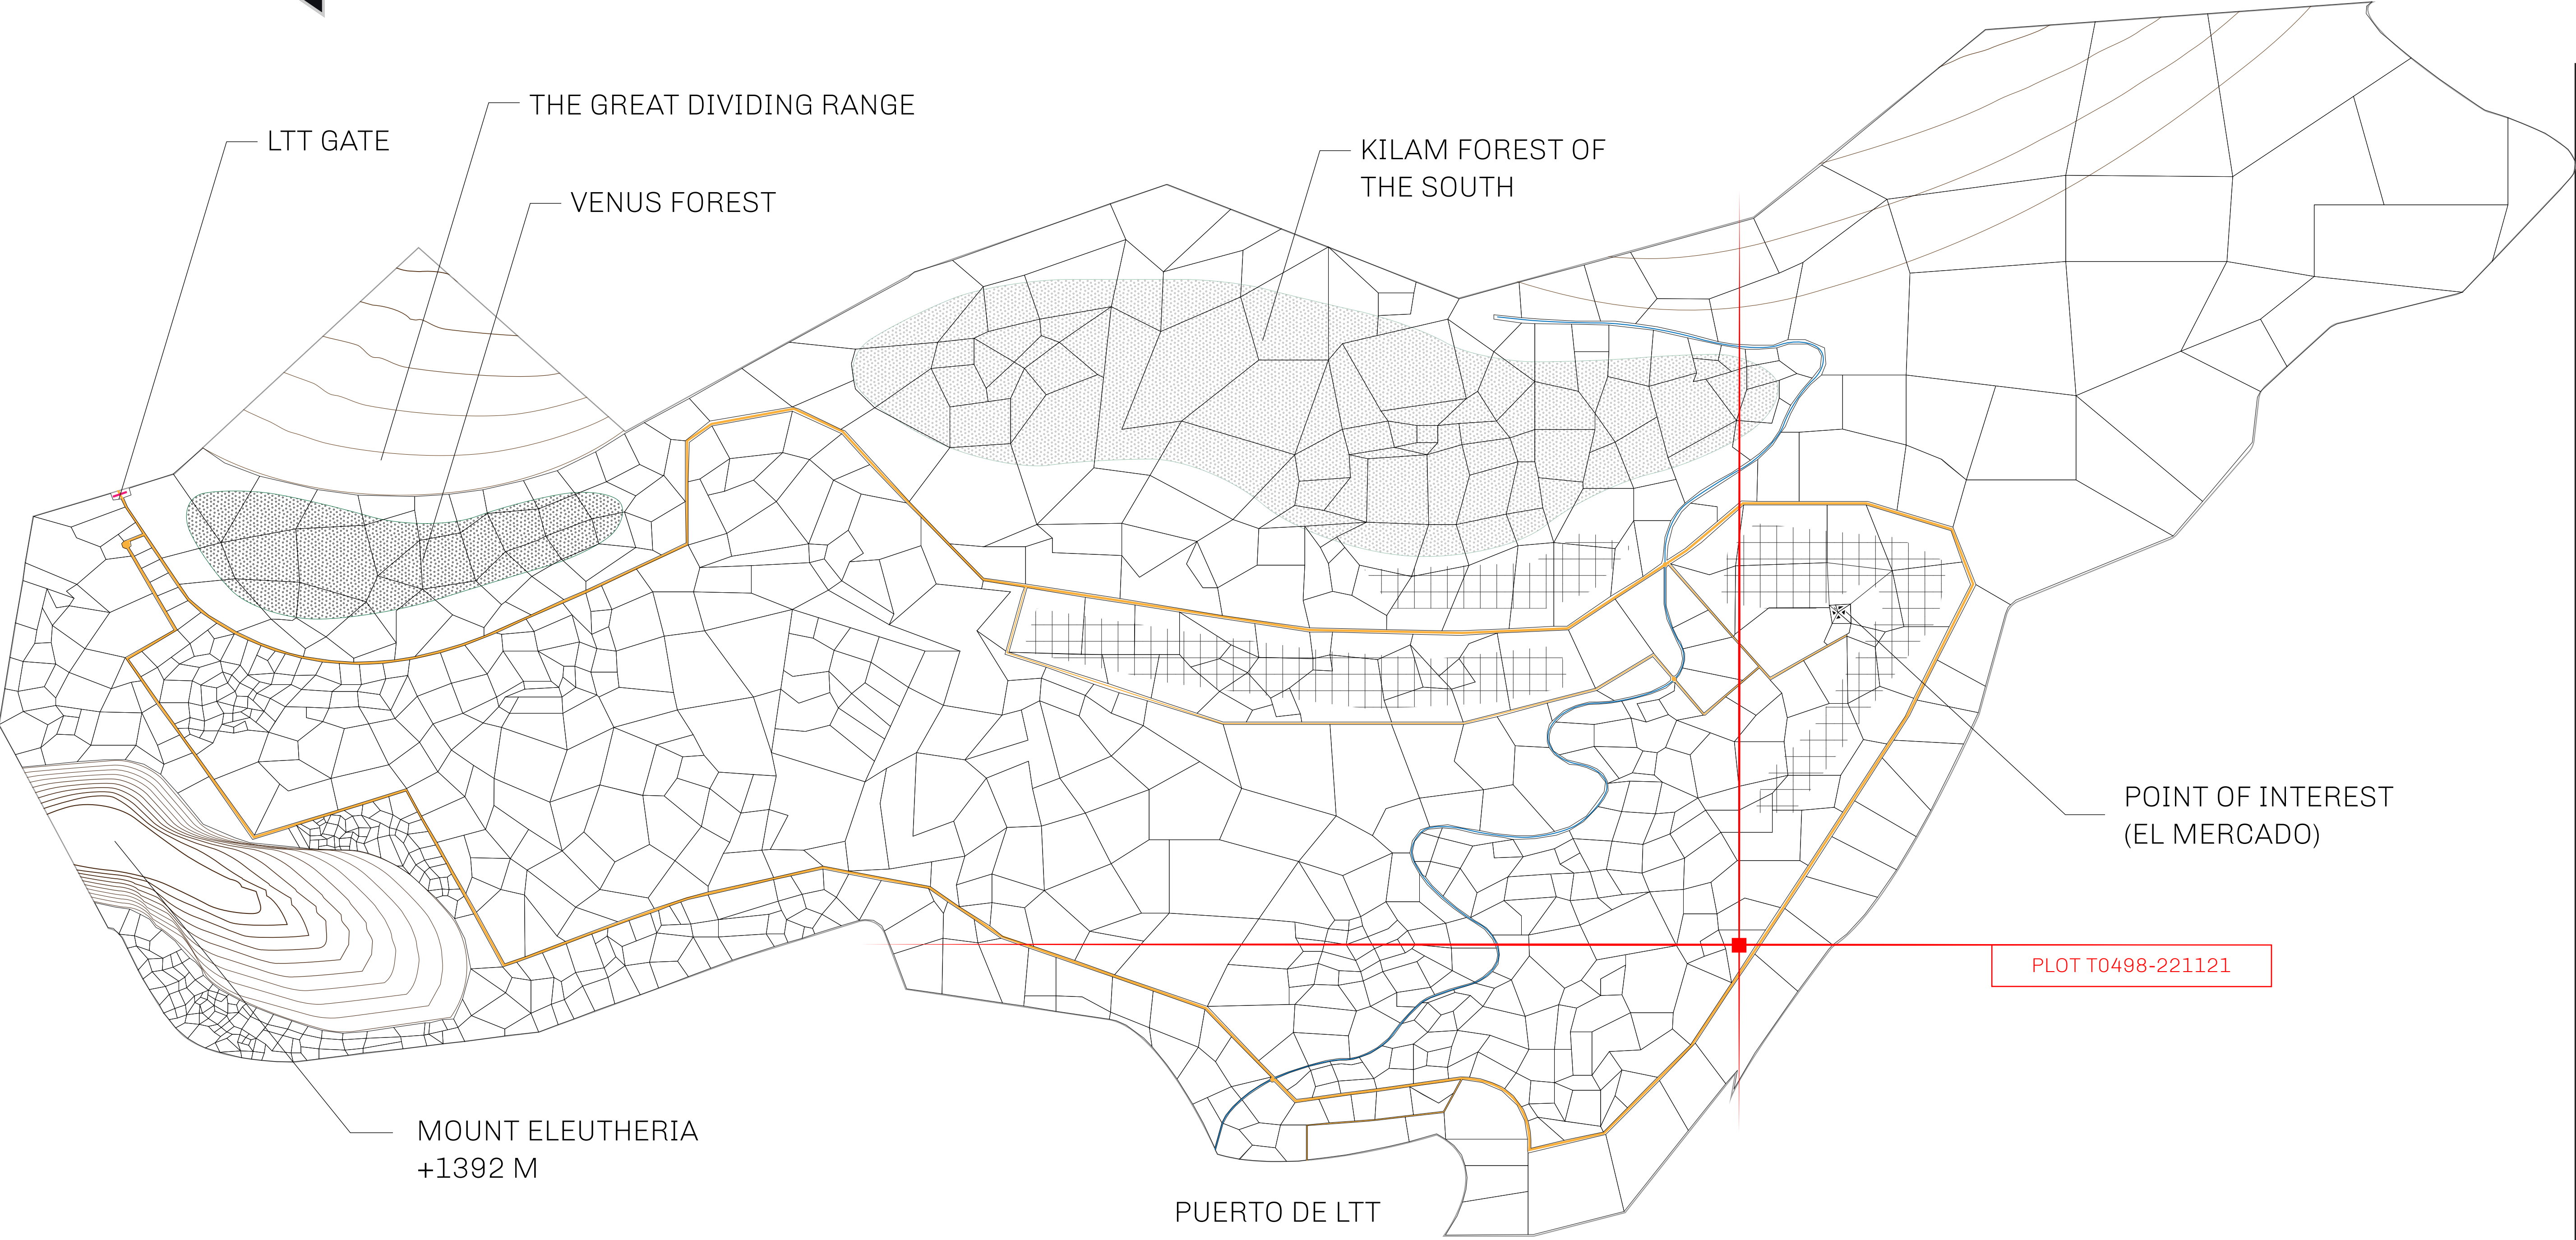 THE GREAT DIVIDING RANGE
LTT GATE
VENUS FOREST
KILAM FOREST OF
THE SOUTH
POINT OF INTEREST
(EL MERCADO)
PLOT T0498-221121
MOUNT ELEUTHERIA
+1392 M
PUERTO DE LTT